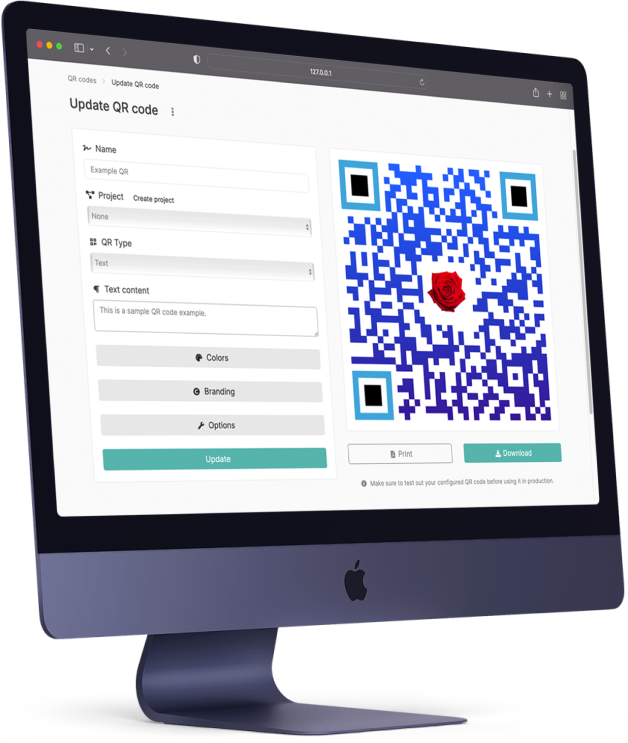 127.0.0.1
QR codes > Update QR code
Update QR code
Name
Example QR
Project Create project
None
QR Type
Text
Text content
This is a sample QR code example.
Colors
Branding
Options
Update
Print
Download
Make sure to test out your configured QR code before using it in production.